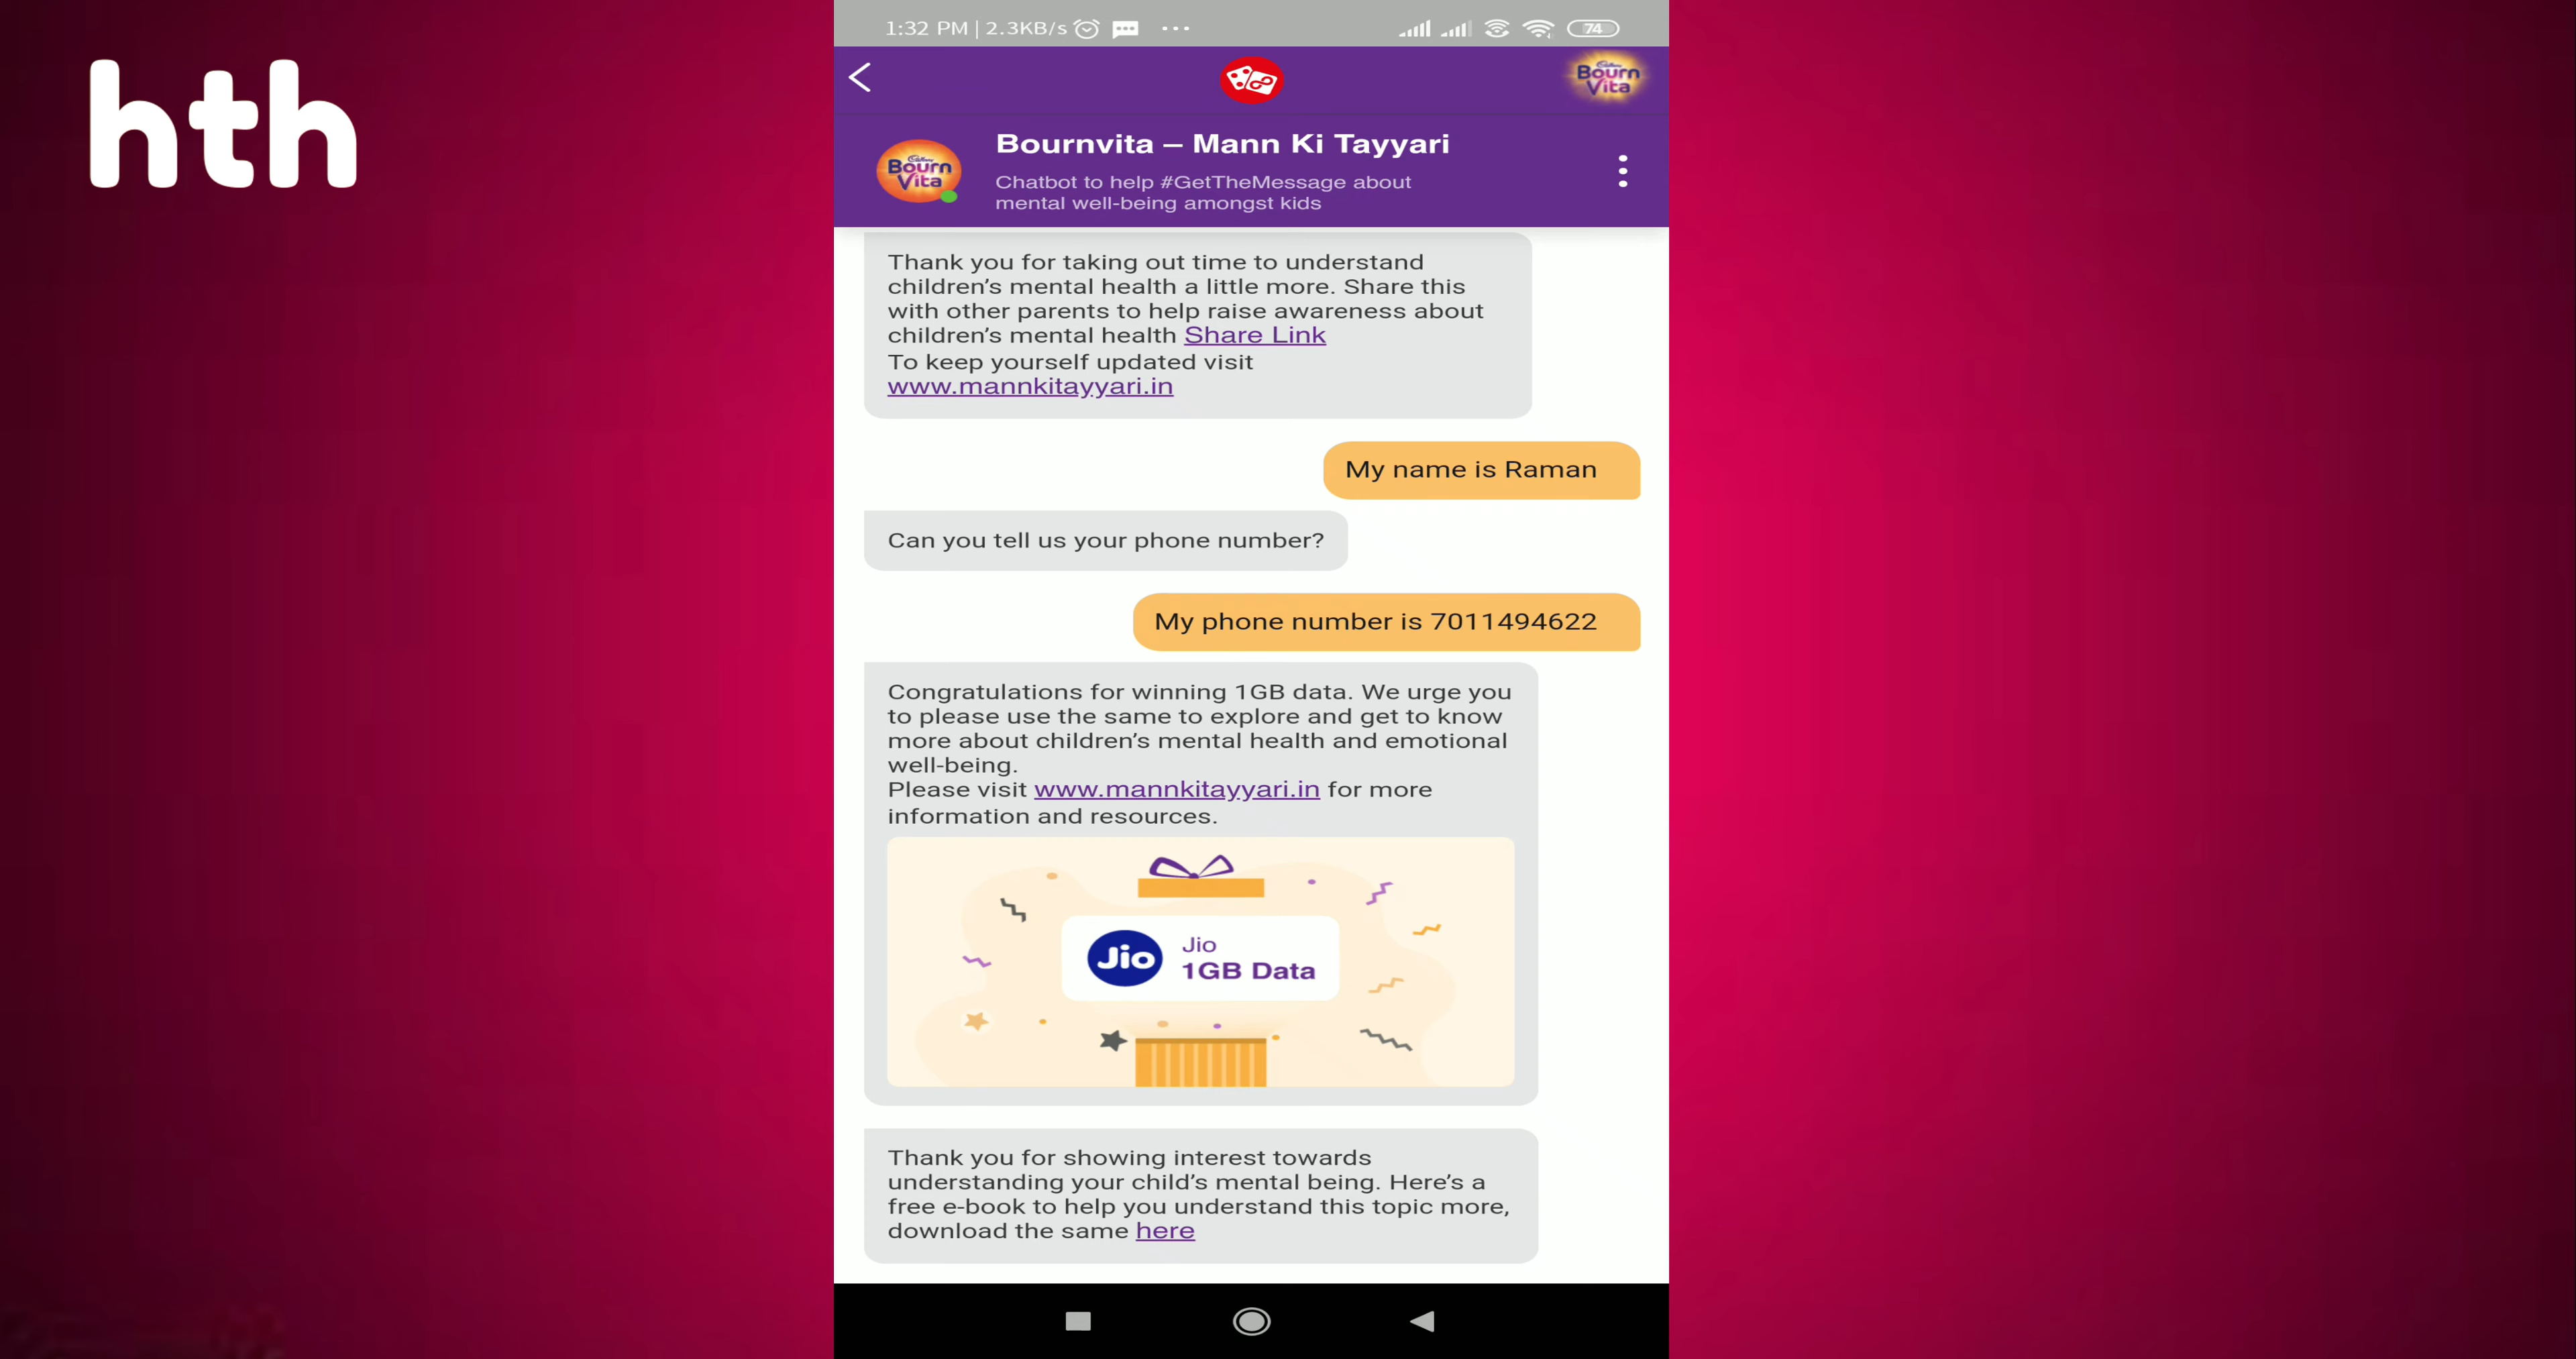 hth
1:32 PM | 2.3KB/s
74
Cadbury
Bourn
Vita
Cadbury
Bourn
Vita
Bournvita – Mann Ki Tayyari
Chatbot to help #GetTheMessage about
mental well-being amongst kids
Thank you for taking out time to understand
children’s mental health a little more. Share this
with other parents to help raise awareness about
children’s mental health Share Link
To keep yourself updated visit
www.mannkitayyari.in
My name is Raman
Can you tell us your phone number?
My phone number is 7011494622
Congratulations for winning 1GB data. We urge you
to please use the same to explore and get to know
more about children’s mental health and emotional
well-being.
Please visit www.mannkitayyari.in for more
information and resources.
Jio
Jio
1GB Data
Thank you for showing interest towards
understanding your child’s mental being. Here’s a
free e-book to help you understand this topic more,
download the same here